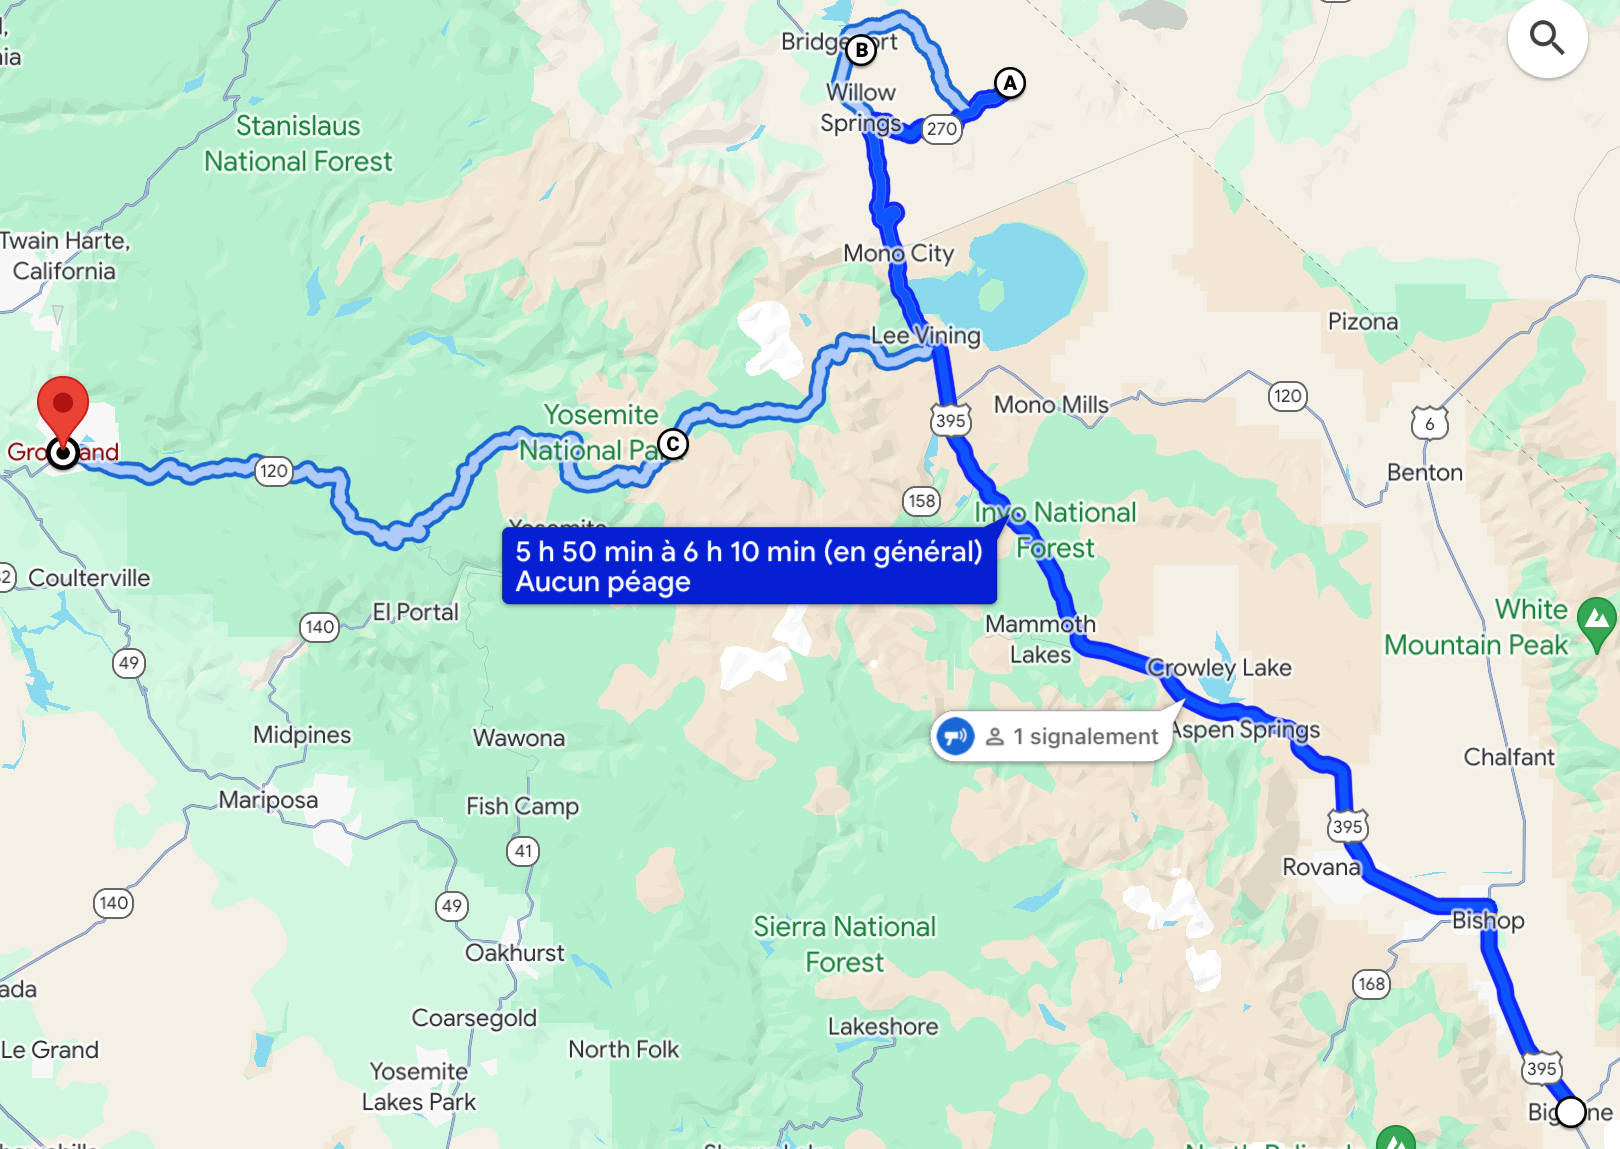 Bridgeport
B
A
Willow
Springs
270
Stanislaus
National Forest
Twain Harte,
California
Mono City
Lee Vining
Pizona
Mono Mills
120
6
395
Benton
Yosemite
National Park
C
Groveland
120
158
Inyo National
Forest
Yosemite
5 h 50 min à 6 h 10 min (en général)
Aucun péage
Coulterville
El Portal
140
49
Mammoth
Lakes
White
Mountain Peak
Crowley Lake
1 signalement
Aspen Springs
Midpines
Wawona
Chalfant
Mariposa
Fish Camp
41
395
Rovana
140
49
Bishop
Sierra National
Forest
Oakhurst
168
Coarsegold
Lakeshore
Le Grand
North Folk
Yosemite
Lakes Park
395
Big Pine